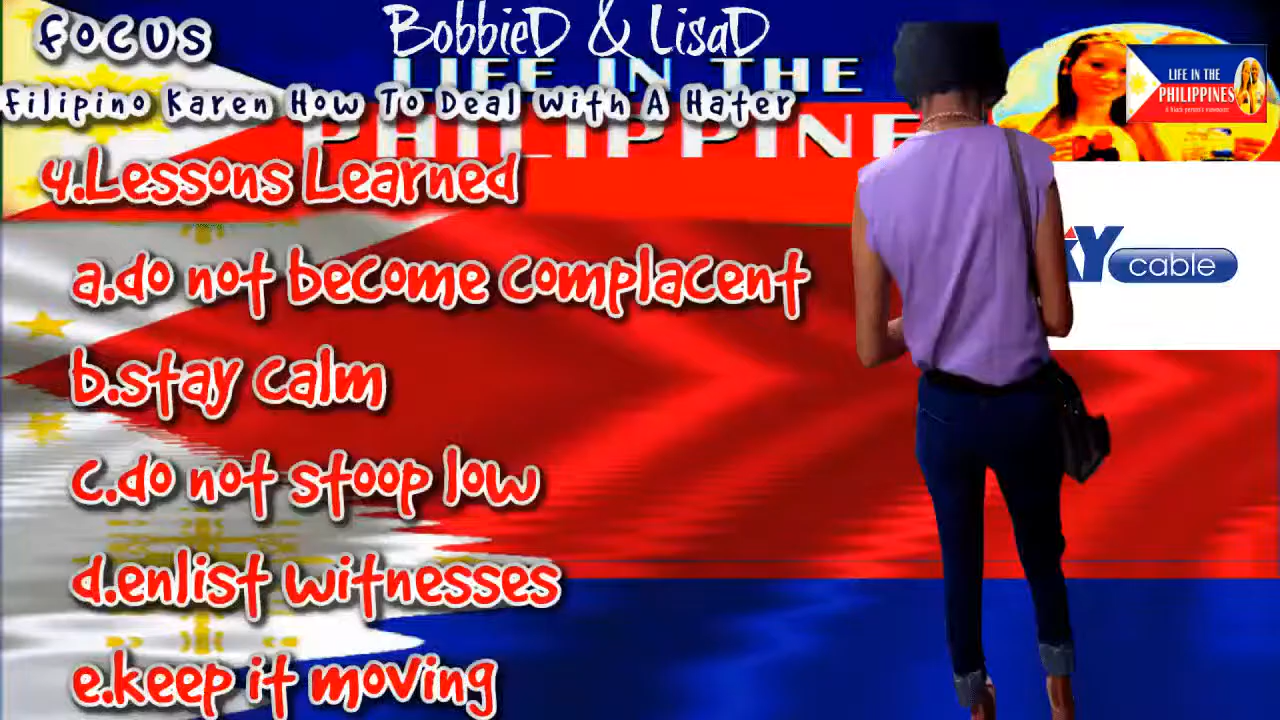 BobbieD & LisaD
FOCUS
LIFE IN THE
Filipino Karen How To Deal With A Hater
PHILIPPINE
LIFE IN THE
PHILIPPINES
4.Lessons Learned
a.do not become complacent
cable
b.stay calm
c.do not stoop low
d.enlist witnesses
e.keep it moving